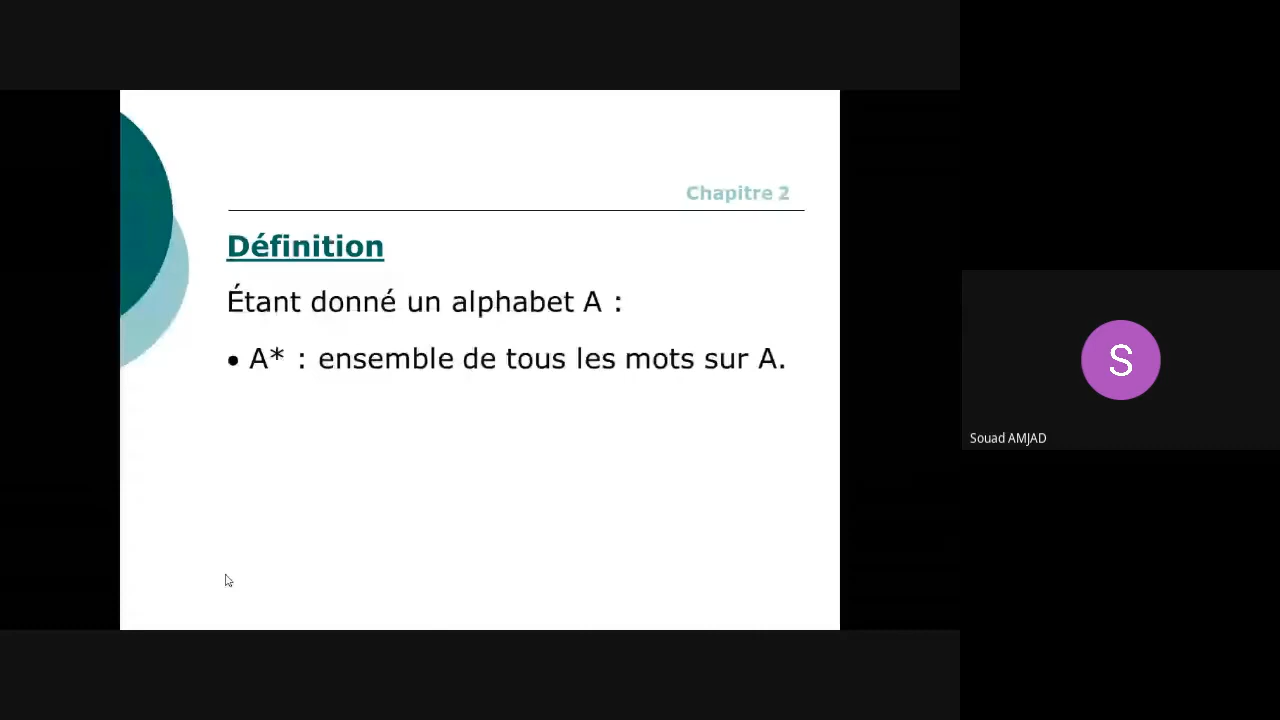 Chapitre 2
Définition
Étant donné un alphabet A :
• A* : ensemble de tous les mots sur A.
S
Souad AMJAD